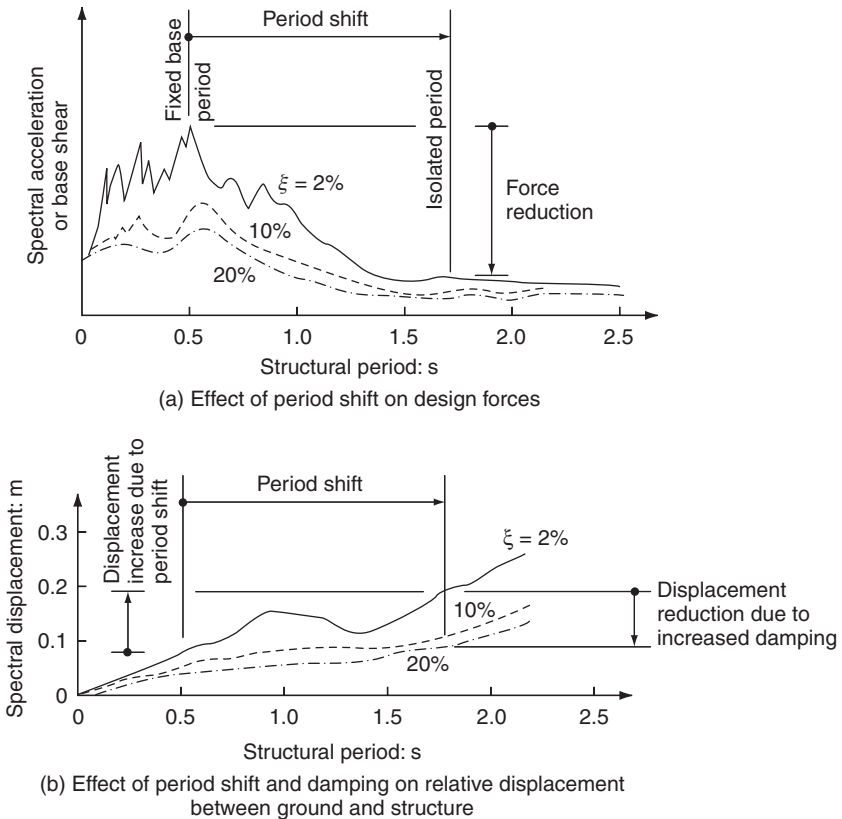 Period shift
Fixed base
period
Isolated period
Spectral acceleration
or base shear
ξ = 2%
10%
20%
Force
reduction
0 0.5 1.0 1.5 2.0 2.5
Structural period: s
(a) Effect of period shift on design forces
Displacement
increase due to
period shift
Period shift
Spectral displacement: m
0.3
0.2
0.1
0
ξ = 2%
10%
20%
Displacement
reduction due to
increased damping
0 0.5 1.0 1.5 2.0 2.5
Structural period: s
(b) Effect of period shift and damping on relative displacement
between ground and structure